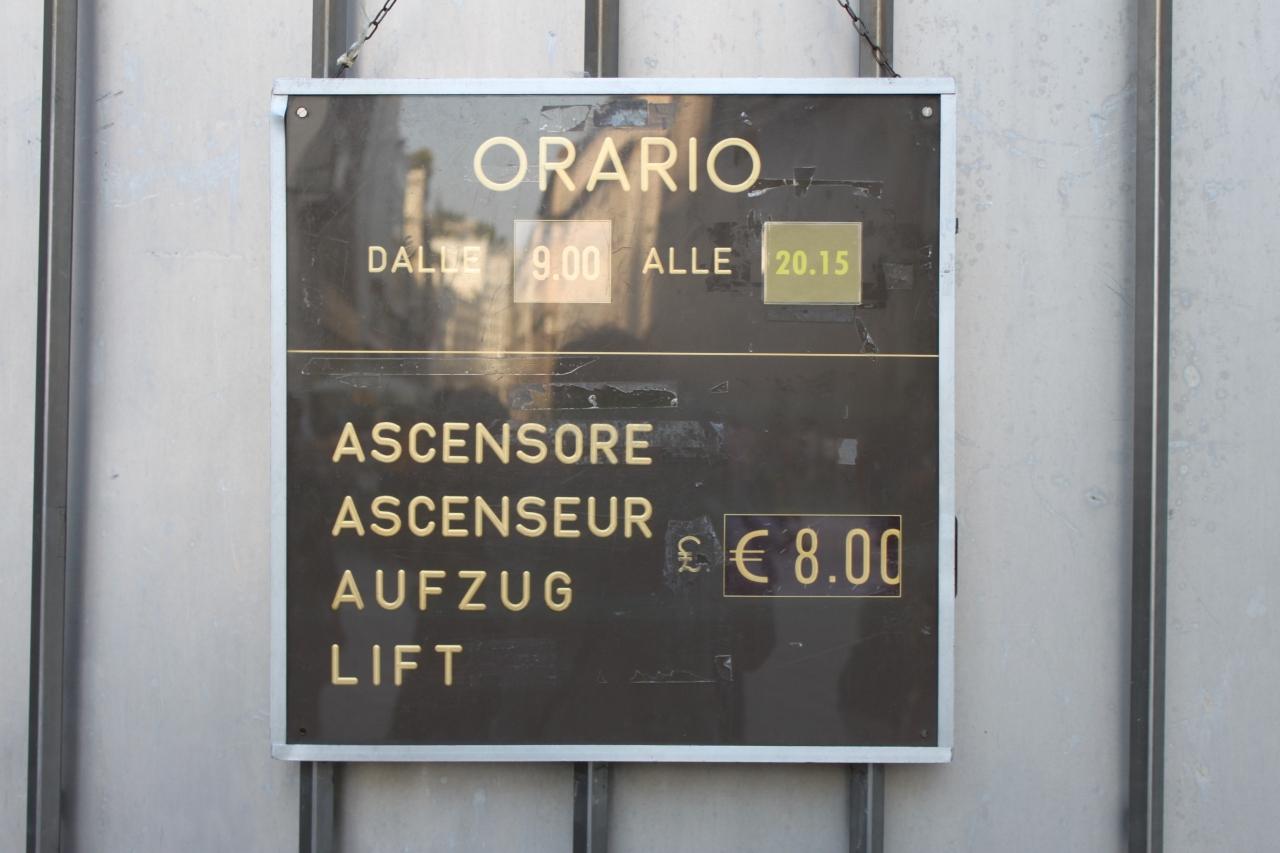 ORARIO
DALLE 9.00 ALLE 20.15
ASCENSORE
ASCENSEUR
£ € 8.00
AUFZUG
LIFT